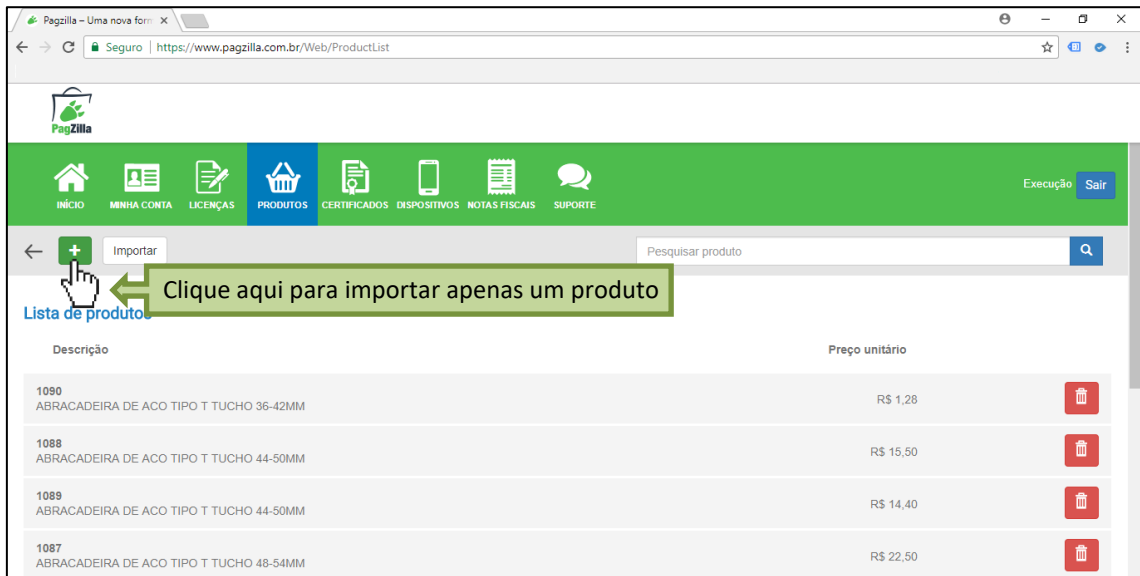 Pagzilla – Uma nova form
Seguro | https://www.pagzilla.com.br/Web/ProductList
PagZilla
INÍCIO MINHA CONTA LICENÇAS PRODUTOS CERTIFICADOS DISPOSITIVOS NOTAS FISCAIS SUPORTE
Execução Sair
+ Importar Pesquisar produto
Clique aqui para importar apenas um produto
Lista de produtos
Descrição Preço unitário
1090
ABRACADEIRA DE ACO TIPO T TUCHO 36-42MM R$ 1,28
1088
ABRACADEIRA DE ACO TIPO T TUCHO 44-50MM R$ 15,50
1089
ABRACADEIRA DE ACO TIPO T TUCHO 44-50MM R$ 14,40
1087
ABRACADEIRA DE ACO TIPO T TUCHO 48-54MM R$ 22,50